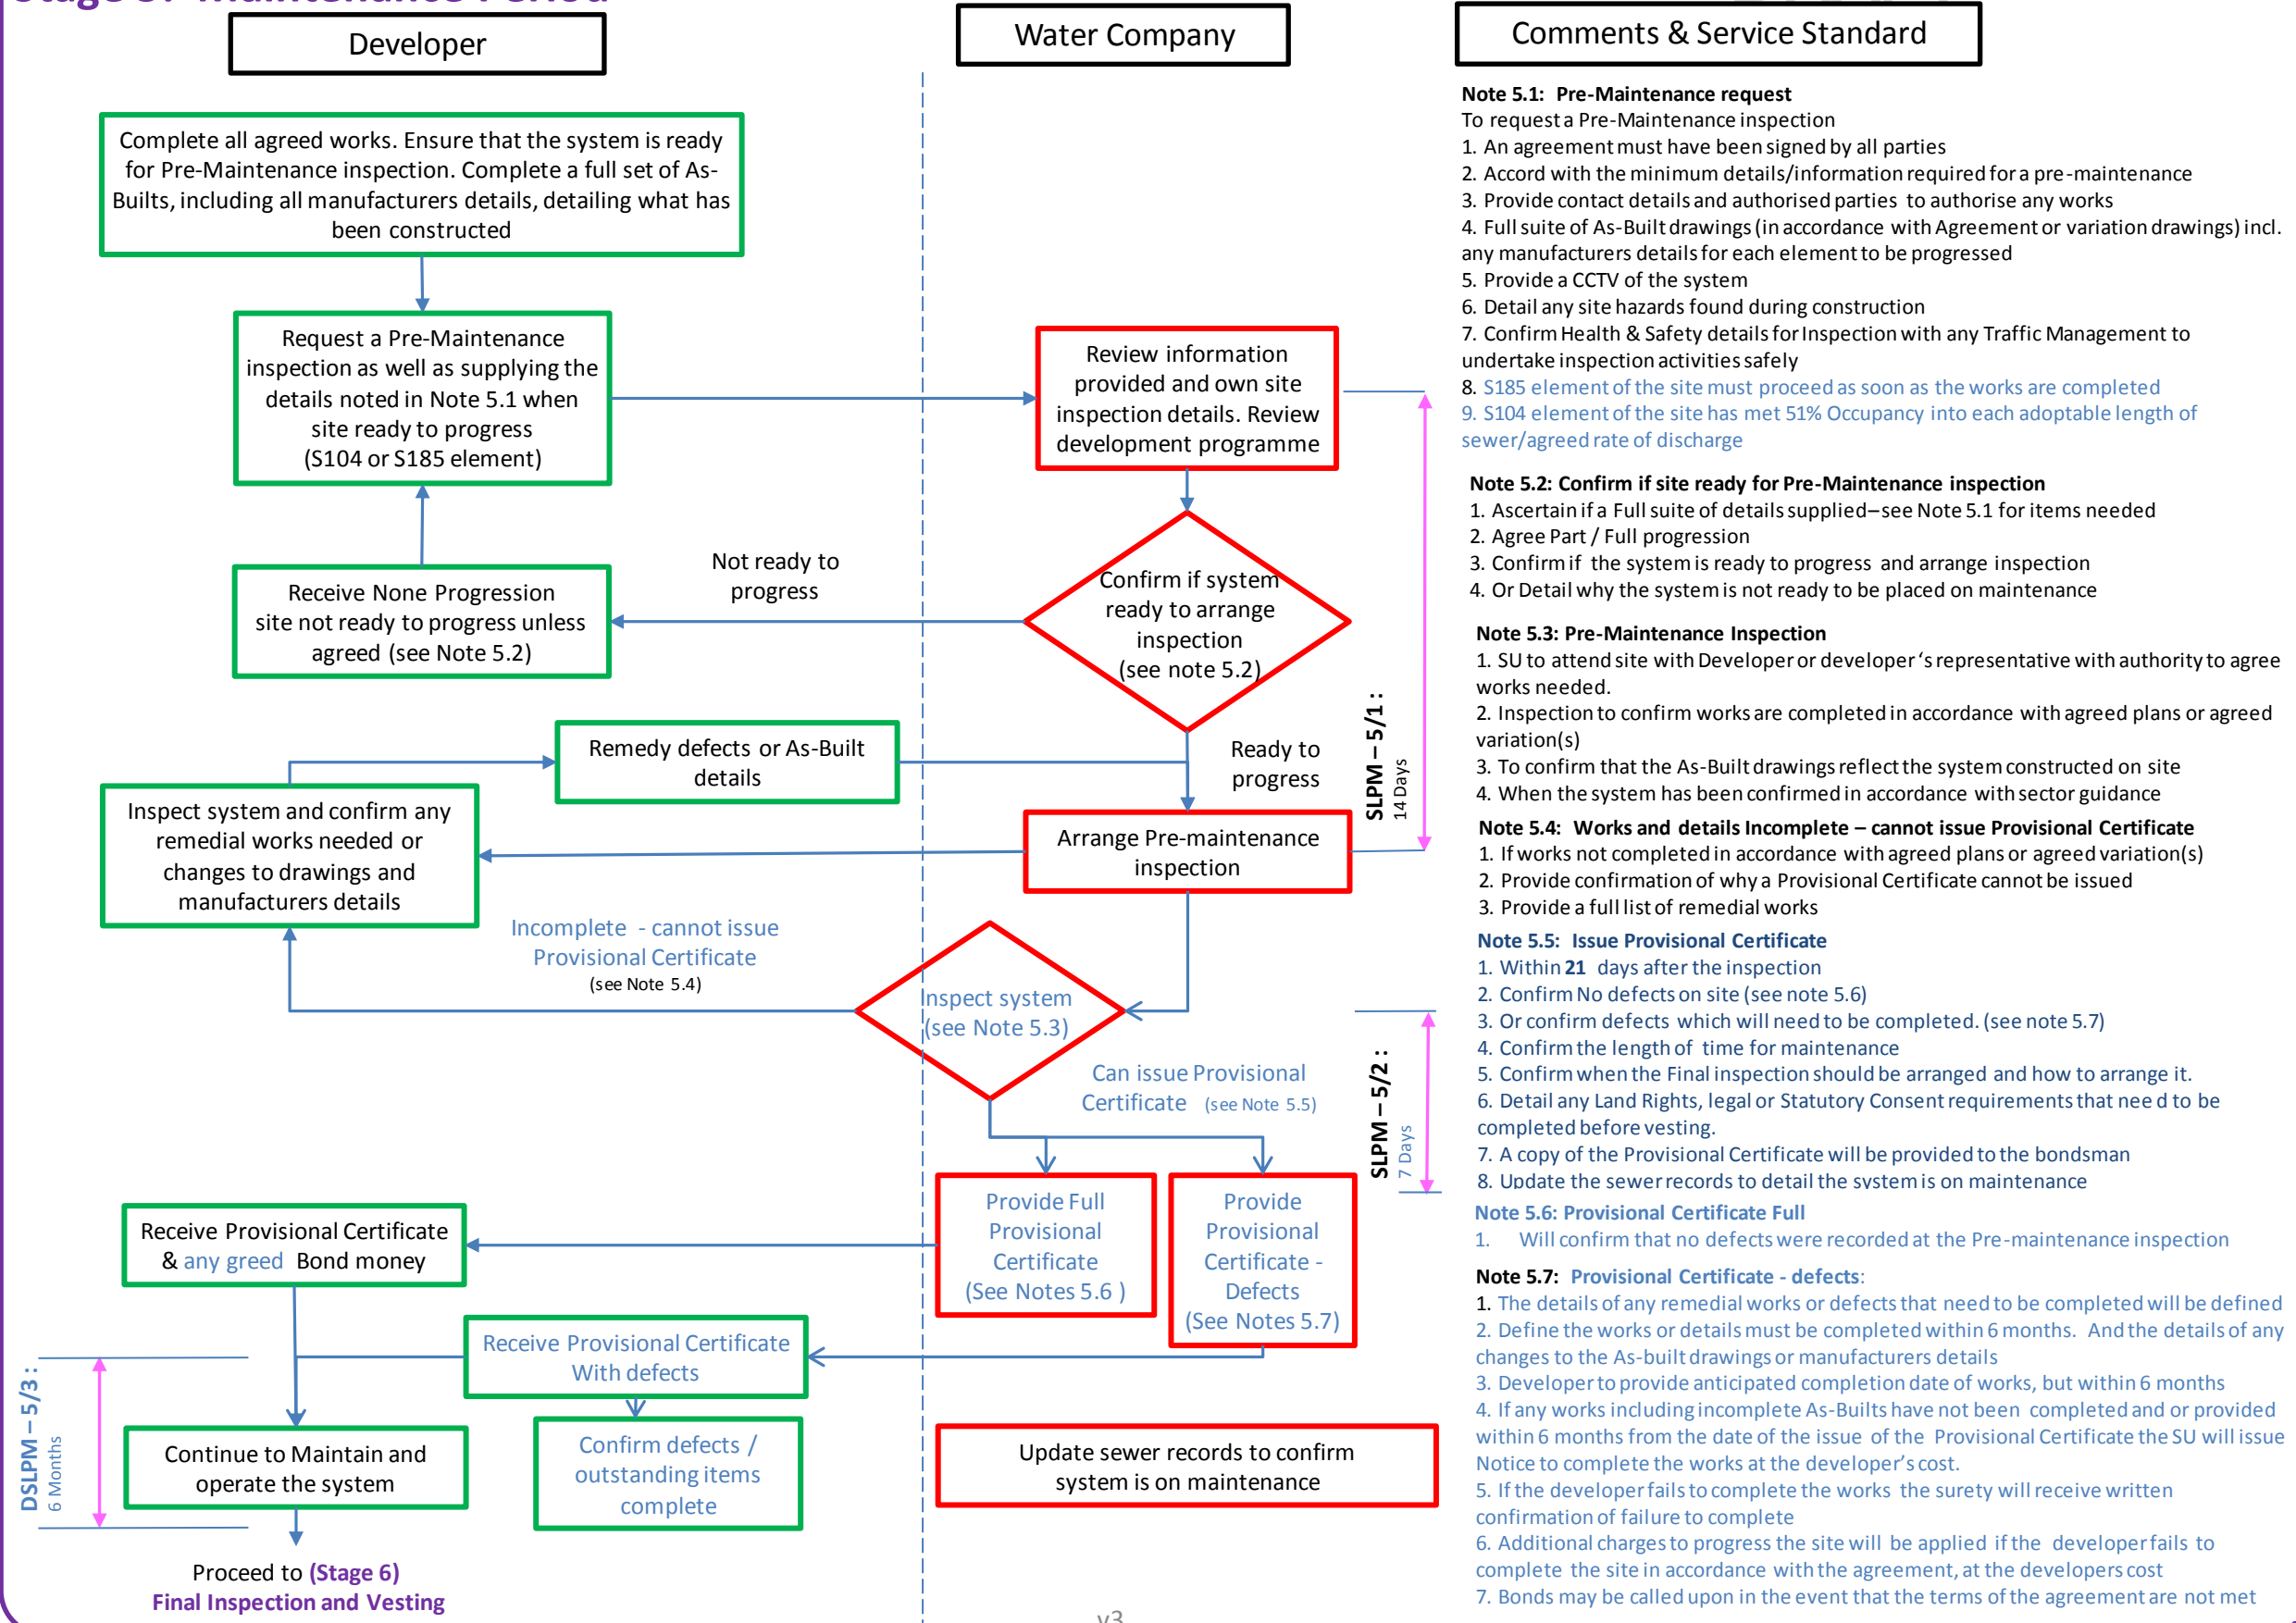 Stage 5: Maintenance Period
Developer
Water Company
Comments & Service Standard
Complete all agreed works. Ensure that the system is ready
for Pre-Maintenance inspection. Complete a full set of As-
Builts, including all manufacturers details, detailing what has
been constructed
Request a Pre-Maintenance
inspection as well as supplying the
details noted in Note 5.1 when
site ready to progress
(S104 or S185 element)
Review information
provided and own site
inspection details. Review
development programme
Not ready to
progress
Confirm if system
ready to arrange
inspection
(see note 5.2)
Receive None Progression
site not ready to progress unless
agreed (see Note 5.2)
Remedy defects or As-Built
details
Ready to
progress
SLPM – 5/1 :
14 Days
Inspect system and confirm any
remedial works needed or
changes to drawings and
manufacturers details
Arrange Pre-maintenance
inspection
Incomplete - cannot issue
Provisional Certificate
(see Note 5.4)
Inspect system
(see Note 5.3)
Can issue Provisional
Certificate (see Note 5.5)
SLPM – 5/2 :
7 Days
Provide Full
Provisional
Certificate
(See Notes 5.6 )
Provide
Provisional
Certificate -
Defects
(See Notes 5.7)
Receive Provisional Certificate
& any greed Bond money
Receive Provisional Certificate
With defects
DSLPM – 5/3 :
6 Months
Continue to Maintain and
operate the system
Confirm defects /
outstanding items
complete
Update sewer records to confirm
system is on maintenance
Proceed to (Stage 6)
Final Inspection and Vesting
v3
Note 5.1: Pre-Maintenance request
To request a Pre-Maintenance inspection
1. An agreement must have been signed by all parties
2. Accord with the minimum details/information required for a pre-maintenance
3. Provide contact details and authorised parties to authorise any works
4. Full suite of As-Built drawings (in accordance with Agreement or variation drawings) incl.
any manufacturers details for each element to be progressed
5. Provide a CCTV of the system
6. Detail any site hazards found during construction
7. Confirm Health & Safety details for Inspection with any Traffic Management to
undertake inspection activities safely
8. S185 element of the site must proceed as soon as the works are completed
9. S104 element of the site has met 51% Occupancy into each adoptable length of
sewer/agreed rate of discharge
Note 5.2: Confirm if site ready for Pre-Maintenance inspection
1. Ascertain if a Full suite of details supplied–see Note 5.1 for items needed
2. Agree Part / Full progression
3. Confirm if the system is ready to progress and arrange inspection
4. Or Detail why the system is not ready to be placed on maintenance
Note 5.3: Pre-Maintenance Inspection
1. SU to attend site with Developer or developer ‘s representative with authority to agree
works needed.
2. Inspection to confirm works are completed in accordance with agreed plans or agreed
variation(s)
3. To confirm that the As-Built drawings reflect the system constructed on site
4. When the system has been confirmed in accordance with sector guidance
Note 5.4: Works and details Incomplete – cannot issue Provisional Certificate
1. If works not completed in accordance with agreed plans or agreed variation(s)
2. Provide confirmation of why a Provisional Certificate cannot be issued
3. Provide a full list of remedial works
Note 5.5: Issue Provisional Certificate
1. Within 21 days after the inspection
2. Confirm No defects on site (see note 5.6)
3. Or confirm defects which will need to be completed. (see note 5.7)
4. Confirm the length of time for maintenance
5. Confirm when the Final inspection should be arranged and how to arrange it.
6. Detail any Land Rights, legal or Statutory Consent requirements that need to be
completed before vesting.
7. A copy of the Provisional Certificate will be provided to the bondsman
8. Update the sewer records to detail the system is on maintenance
Note 5.6: Provisional Certificate Full
1. Will confirm that no defects were recorded at the Pre-maintenance inspection
Note 5.7: Provisional Certificate - defects:
1. The details of any remedial works or defects that need to be completed will be defined
2. Define the works or details must be completed within 6 months. And the details of any
changes to the As-built drawings or manufacturers details
3. Developer to provide anticipated completion date of works, but within 6 months
4. If any works including incomplete As-Builts have not been completed and or provided
within 6 months from the date of the issue of the Provisional Certificate the SU will issue
Notice to complete the works at the developer’s cost.
5. If the developer fails to complete the works the surety will receive written
confirmation of failure to complete
6. Additional charges to progress the site will be applied if the developer fails to
complete the site in accordance with the agreement, at the developers cost
7. Bonds may be called upon in the event that the terms of the agreement are not met